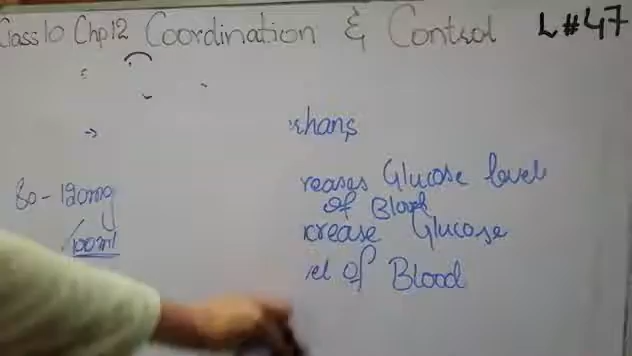 Class 10 Chp 12 Coordination & Control L#47
->
rhans
80 - 120mg
/100ml
reases Glucose level
of Blood
crease Glucose
el of Blood